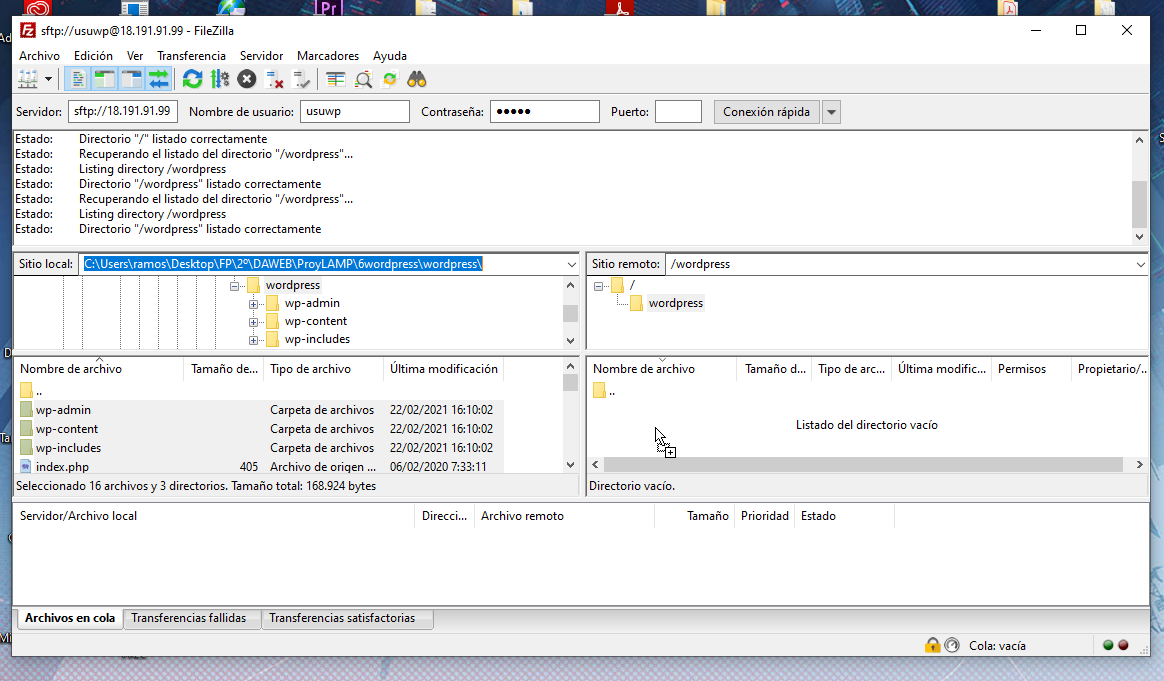 Pr
sftp://usuwp@18.191.91.99 - FileZilla
Archivo Edición Ver Transferencia Servidor Marcadores Ayuda
Servidor: sftp://18.191.91.99 Nombre de usuario: usuwp Contraseña: ●●●●● Puerto: Conexión rápida
Estado: Directorio "/" listado correctamente
Estado: Recuperando el listado del directorio "/wordpress"...
Estado: Listing directory /wordpress
Estado: Directorio "/wordpress" listado correctamente
Estado: Recuperando el listado del directorio "/wordpress"...
Estado: Listing directory /wordpress
Estado: Directorio "/wordpress" listado correctamente
Sitio local: C:\Users\ramos\Desktop\FP\2º\DAWEB\ProyLAMP\6wordpress\wordpress\
wordpress
wp-admin
wp-content
wp-includes
Sitio remoto: /wordpress
/
wordpress
Nombre de archivo Tamaño de... Tipo de archivo Última modificación
..
wp-admin Carpeta de archivos 22/02/2021 16:10:02
wp-content Carpeta de archivos 22/02/2021 16:10:02
wp-includes Carpeta de archivos 22/02/2021 16:10:02
index.php 405 Archivo de origen ... 06/02/2020 7:33:11
Seleccionado 16 archivos y 3 directorios. Tamaño total: 168.924 bytes
Nombre de archivo Tamaño d... Tipo de arc... Última modific... Permisos Propietario/...
..
Listado del directorio vacío
Directorio vacío.
Servidor/Archivo local Direcci... Archivo remoto Tamaño Prioridad Estado
Archivos en cola Transferencias fallidas Transferencias satisfactorias
Cola: vacía